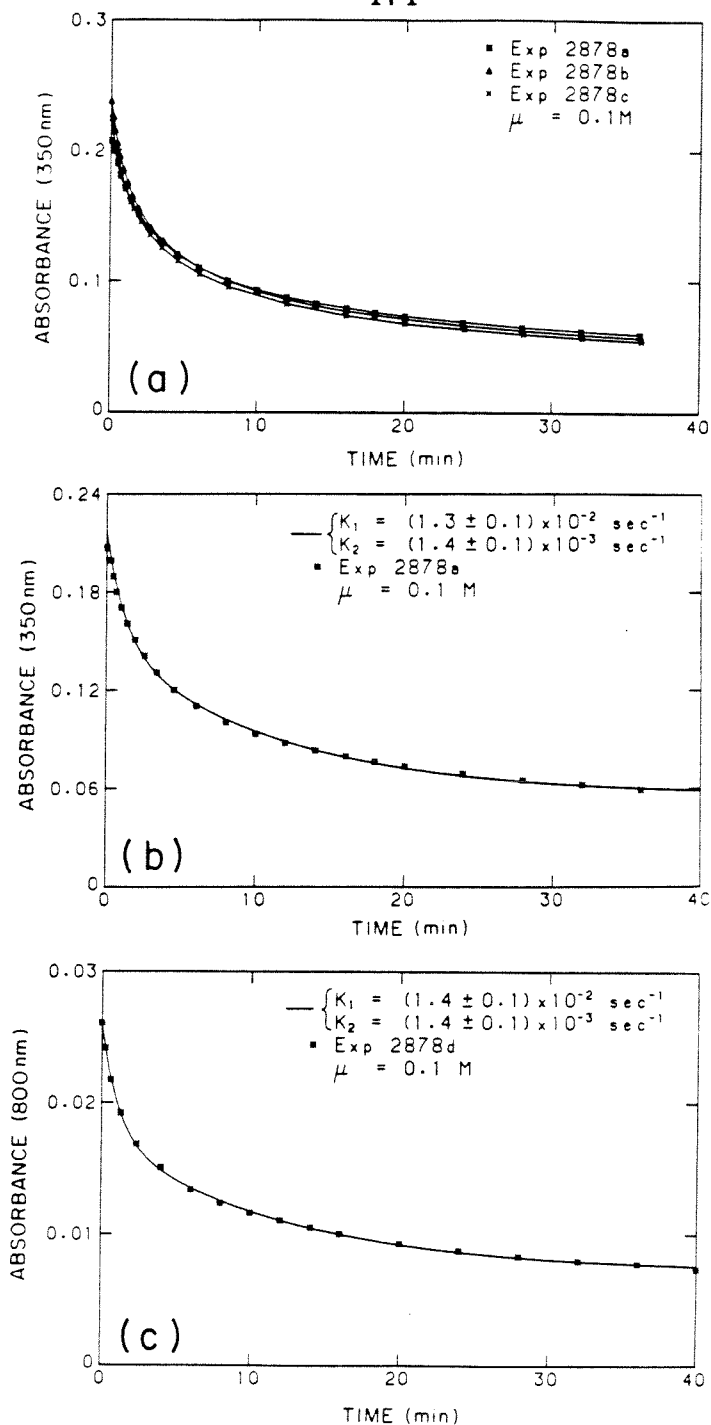 0.3
■ Exp 2878a
▲ Exp 2878b
× Exp 2878c
μ = 0.1M
0.2
0.1
0
ABSORBANCE (350nm)
(a)
0 10 20 30 40
TIME (min)
0.24
K₁ = (1.3 ± 0.1) x10⁻² sec⁻¹
K₂ = (1.4 ± 0.1) x10⁻³ sec⁻¹
■ Exp 2878a
μ = 0.1 M
0.18
0.12
0.06
0
ABSORBANCE (350nm)
(b)
0 10 20 30 40
TIME (min)
0.03
K₁ = (1.4 ± 0.1) x10⁻² sec⁻¹
K₂ = (1.4 ± 0.1) x10⁻³ sec⁻¹
■ Exp 2878d
μ = 0.1 M
0.02
0.01
0
ABSORBANCE (800nm)
(c)
0 10 20 30 40
TIME (min)